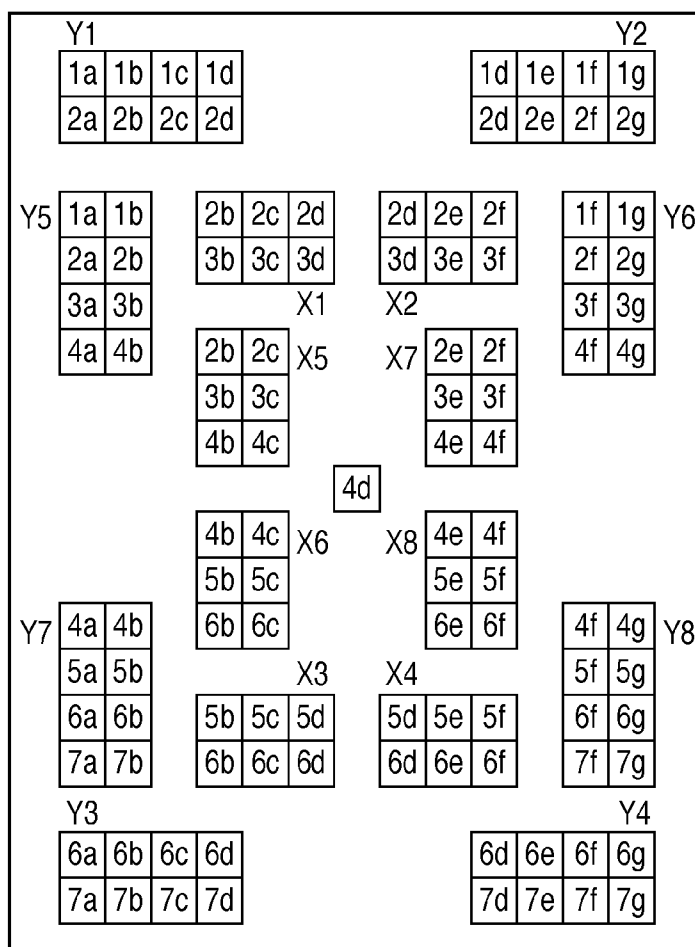 Y1 Y2
1a 1b 1c 1d 1d 1e 1f 1g
2a 2b 2c 2d 2d 2e 2f 2g
Y5 1a 1b 2b 2c 2d 2d 2e 2f 1f 1g Y6
2a 2b 3b 3c 3d 3d 3e 3f 2f 2g
3a 3b X1 X2 3f 3g
4a 4b 2b 2c X5 X7 2e 2f 4f 4g
3b 3c 3e 3f
4b 4c 4e 4f
4d
4b 4c X6 X8 4e 4f
5b 5c 5e 5f
Y7 4a 4b 6b 6c 6e 6f 4f 4g Y8
5a 5b X3 X4 5f 5g
6a 6b 5b 5c 5d 5d 5e 5f 6f 6g
7a 7b 6b 6c 6d 6d 6e 6f 7f 7g
Y3 Y4
6a 6b 6c 6d 6d 6e 6f 6g
7a 7b 7c 7d 7d 7e 7f 7g